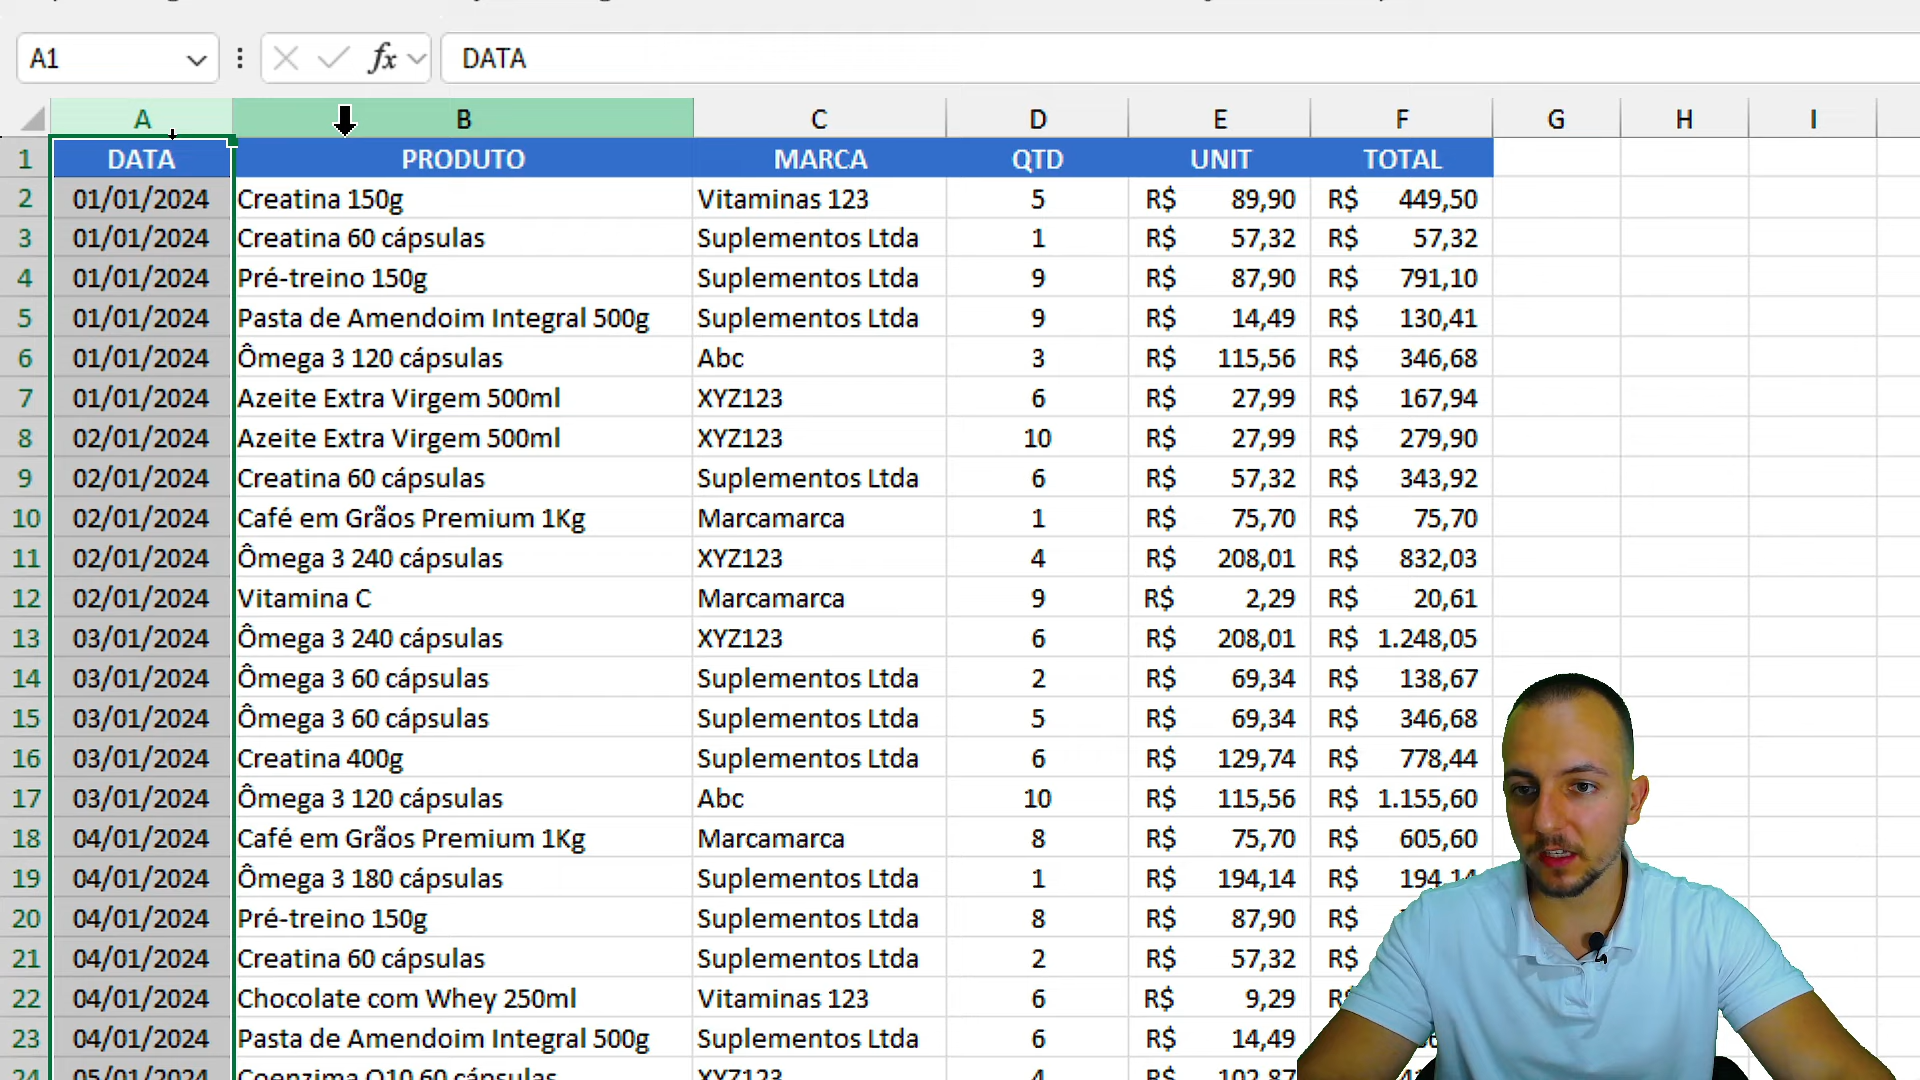 A1
fx
DATA
A B C D E F G H I
1 DATA PRODUTO MARCA QTD UNIT TOTAL
2 01/01/2024 Creatina 150g Vitaminas 123 5 R$ 89,90 R$ 449,50
3 01/01/2024 Creatina 60 cápsulas Suplementos Ltda 1 R$ 57,32 R$ 57,32
4 01/01/2024 Pré-treino 150g Suplementos Ltda 9 R$ 87,90 R$ 791,10
5 01/01/2024 Pasta de Amendoim Integral 500g Suplementos Ltda 9 R$ 14,49 R$ 130,41
6 01/01/2024 Ômega 3 120 cápsulas Abc 3 R$ 115,56 R$ 346,68
7 01/01/2024 Azeite Extra Virgem 500ml XYZ123 6 R$ 27,99 R$ 167,94
8 02/01/2024 Azeite Extra Virgem 500ml XYZ123 10 R$ 27,99 R$ 279,90
9 02/01/2024 Creatina 60 cápsulas Suplementos Ltda 6 R$ 57,32 R$ 343,92
10 02/01/2024 Café em Grãos Premium 1Kg Marcamarca 1 R$ 75,70 R$ 75,70
11 02/01/2024 Ômega 3 240 cápsulas XYZ123 4 R$ 208,01 R$ 832,03
12 02/01/2024 Vitamina C Marcamarca 9 R$ 2,29 R$ 20,61
13 03/01/2024 Ômega 3 240 cápsulas XYZ123 6 R$ 208,01 R$ 1.248,05
14 03/01/2024 Ômega 3 60 cápsulas Suplementos Ltda 2 R$ 69,34 R$ 138,67
15 03/01/2024 Ômega 3 60 cápsulas Suplementos Ltda 5 R$ 69,34 R$ 346,68
16 03/01/2024 Creatina 400g Suplementos Ltda 6 R$ 129,74 R$ 778,44
17 03/01/2024 Ômega 3 120 cápsulas Abc 10 R$ 115,56 R$ 1.155,60
18 04/01/2024 Café em Grãos Premium 1Kg Marcamarca 8 R$ 75,70 R$ 605,60
19 04/01/2024 Ômega 3 180 cápsulas Suplementos Ltda 1 R$ 194,14 R$ 194,14
20 04/01/2024 Pré-treino 150g Suplementos Ltda 8 R$ 87,90 R$
21 04/01/2024 Creatina 60 cápsulas Suplementos Ltda 2 R$ 57,32 R$
22 04/01/2024 Chocolate com Whey 250ml Vitaminas 123 6 R$ 9,29
23 04/01/2024 Pasta de Amendoim Integral 500g Suplementos Ltda 6 R$ 14,49
24 05/01/2024 Coenzima Q10 60 cápsulas XYZ123 4 R$ 102,87